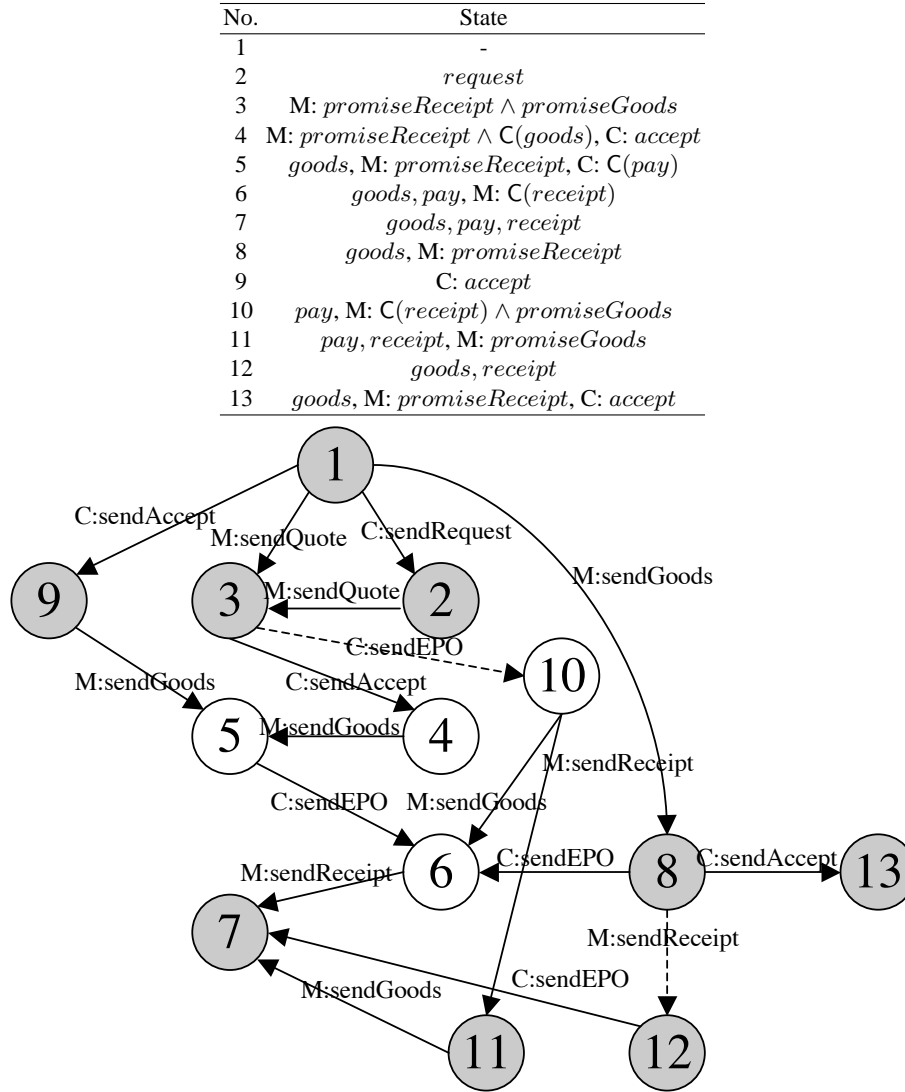 No. State
1 -
2 request
3 M: promiseReceipt ∧ promiseGoods
4 M: promiseReceipt ∧ C(goods), C: accept
5 goods, M: promiseReceipt, C: C(pay)
6 goods, pay, M: C(receipt)
7 goods, pay, receipt
8 goods, M: promiseReceipt
9 C: accept
10 pay, M: C(receipt) ∧ promiseGoods
11 pay, receipt, M: promiseGoods
12 goods, receipt
13 goods, M: promiseReceipt, C: accept
1
C:sendAccept
M:sendQuote
C:sendRequest
M:sendGoods
9
3
M:sendQuote
2
C:sendEPO
10
M:sendGoods
C:sendAccept
5
M:sendGoods
4
M:sendReceipt
C:sendEPO
M:sendGoods
6
C:sendEPO
8
C:sendAccept
13
M:sendReceipt
7
M:sendReceipt
M:sendGoods
C:sendEPO
11
12